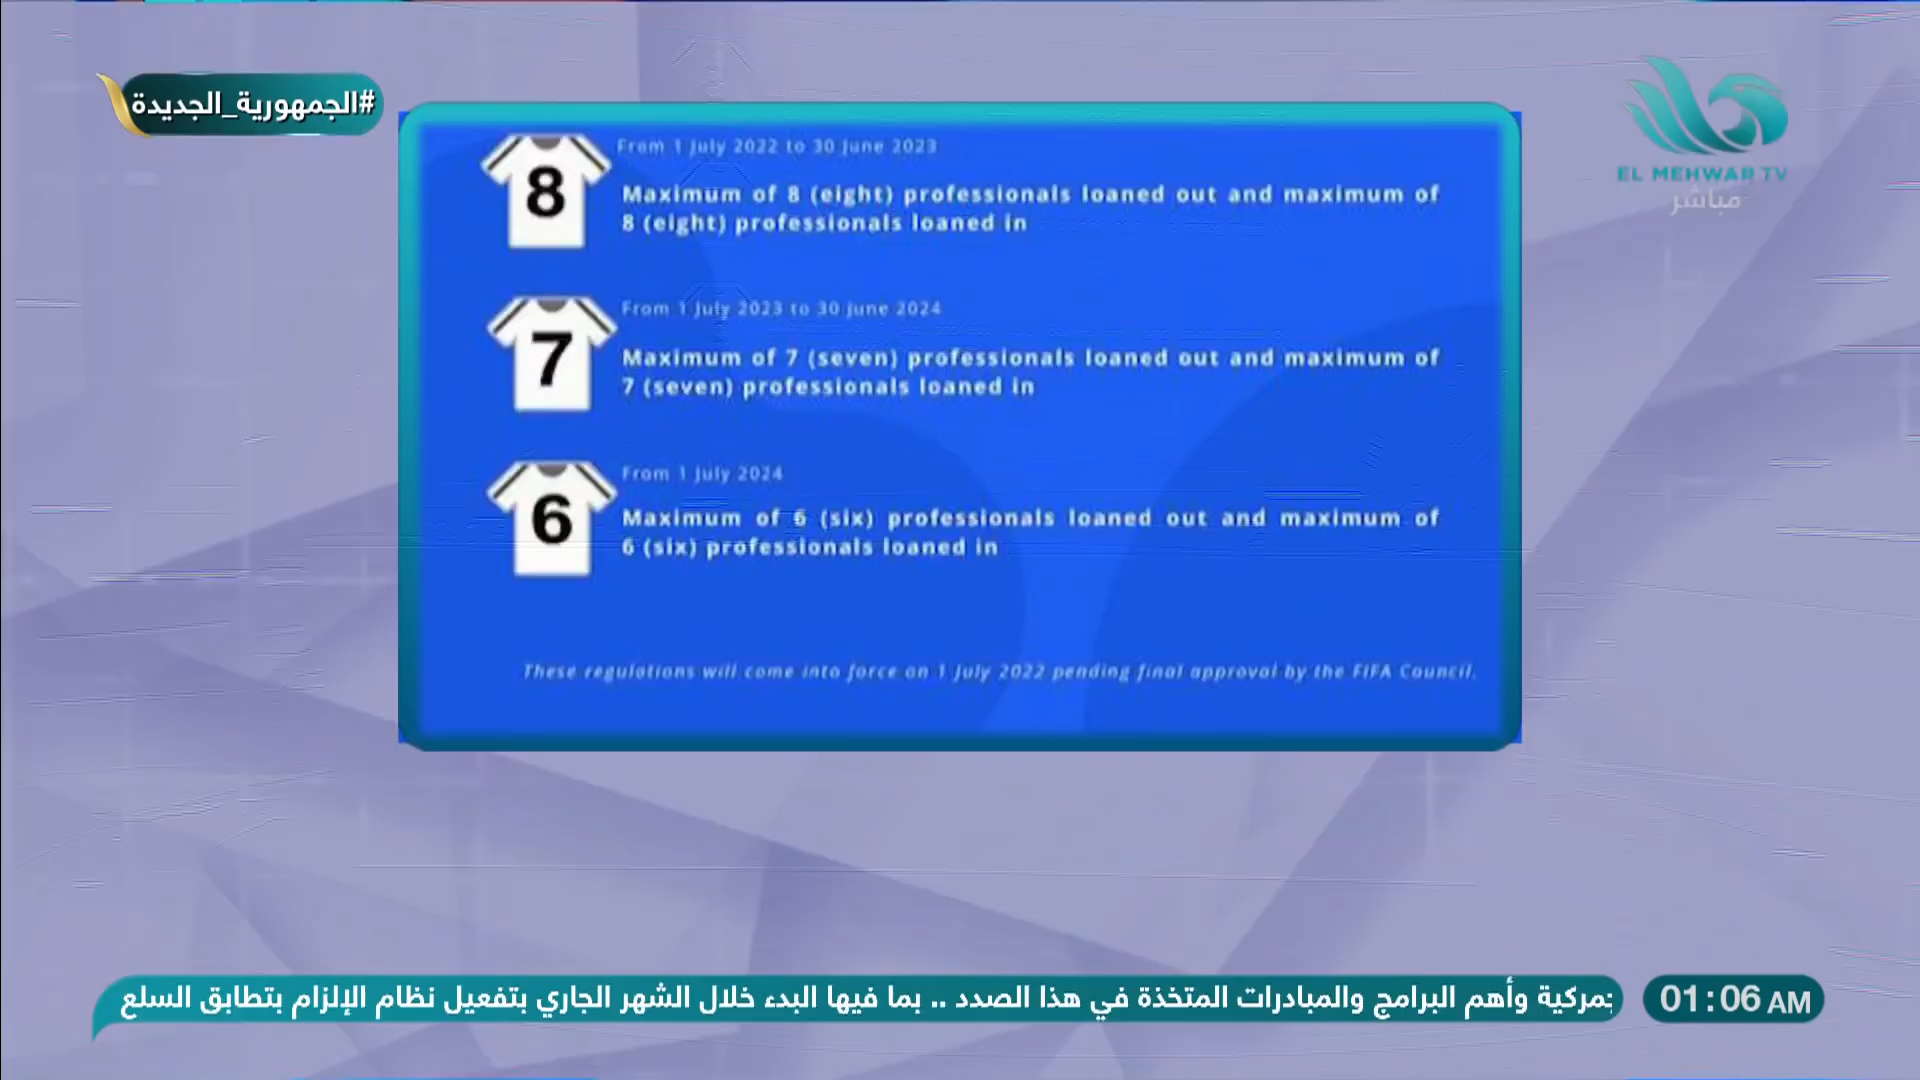 #الجمهورية_الجديدة
EL MEHWAR TV
مباشر
8
From 1 July 2022 to 30 June 2023
Maximum of 8 (eight) professionals loaned out and maximum of
8 (eight) professionals loaned in
7
From 1 July 2023 to 30 June 2024
Maximum of 7 (seven) professionals loaned out and maximum of
7 (seven) professionals loaned in
6
From 1 July 2024
Maximum of 6 (six) professionals loaned out and maximum of
6 (six) professionals loaned in
These regulations will come into force on 1 July 2022 pending final approval by the FIFA Council.
وأهم البرامج والمبادرات المتخذة في هذا الصدد .. بما فيها البدء خلال الشهر الجاري بتفعيل نظام الإلزام بتطابق السلع
01:06 AM